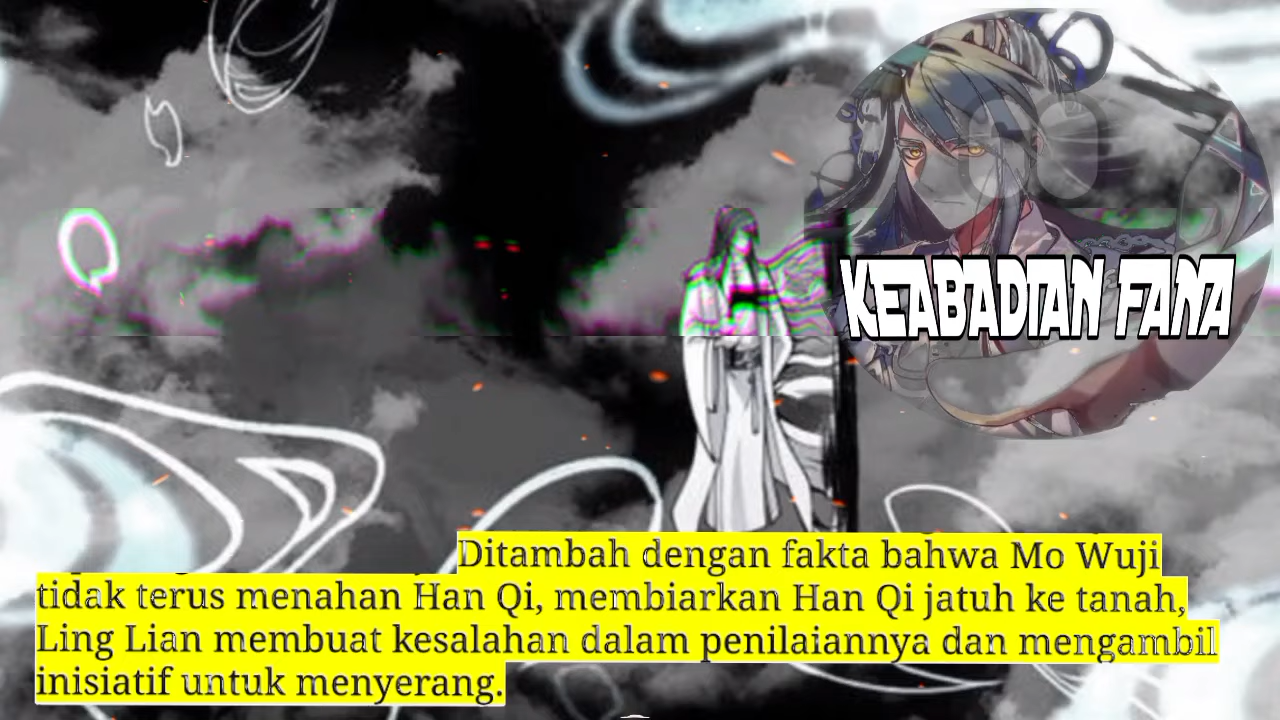 KEABADIAN FANA
Ditambah dengan fakta bahwa Mo Wuji
tidak terus menahan Han Qi, membiarkan Han Qi jatuh ke tanah,
Ling Lian membuat kesalahan dalam penilaiannya dan mengambil
inisiatif untuk menyerang.